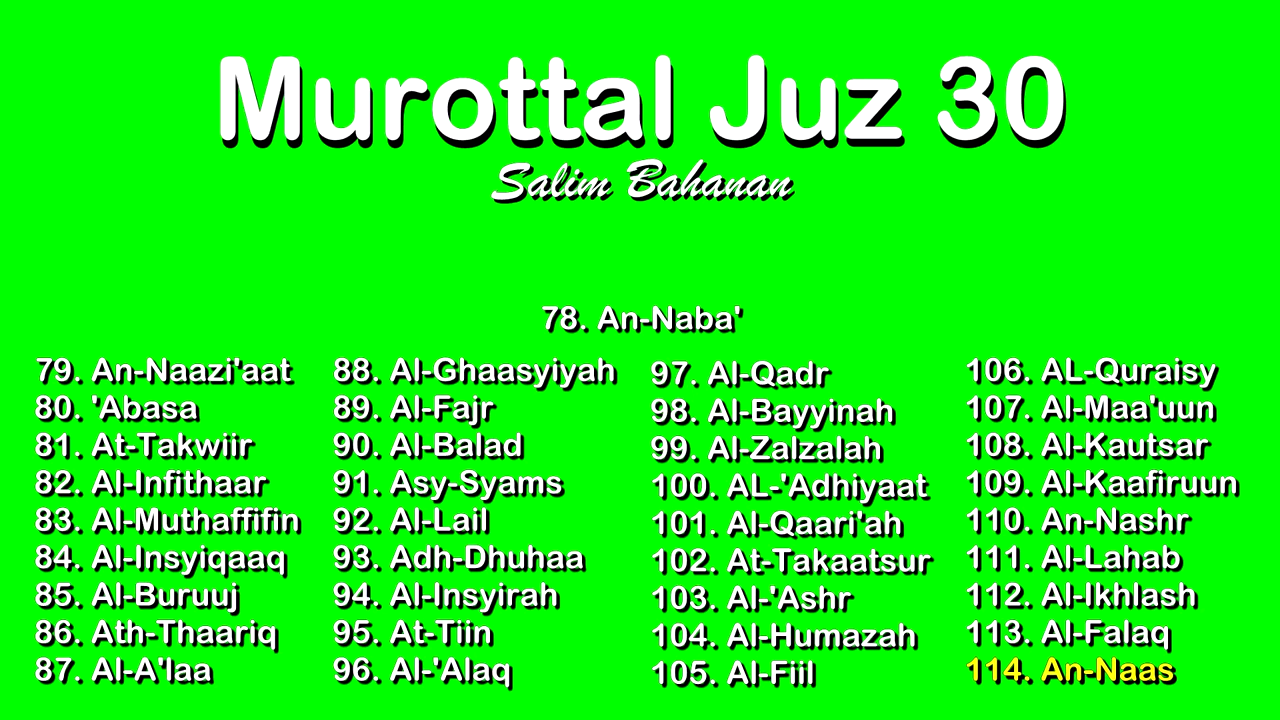 Murottal Juz 30
Salim Bahanan
78. An-Naba'
79. An-Naazi'aat
80. 'Abasa
81. At-Takwiir
82. Al-Infithaar
83. Al-Muthaffifin
84. Al-Insyiqaaq
85. Al-Buruuj
86. Ath-Thaariq
87. Al-A'laa
88. Al-Ghaasyiyah
89. Al-Fajr
90. Al-Balad
91. Asy-Syams
92. Al-Lail
93. Adh-Dhuhaa
94. Al-Insyirah
95. At-Tiin
96. Al-'Alaq
97. Al-Qadr
98. Al-Bayyinah
99. Al-Zalzalah
100. AL-'Adhiyaat
101. Al-Qaari'ah
102. At-Takaatsur
103. Al-'Ashr
104. Al-Humazah
105. Al-Fiil
106. AL-Quraisy
107. Al-Maa'uun
108. Al-Kautsar
109. Al-Kaafiruun
110. An-Nashr
111. Al-Lahab
112. Al-Ikhlash
113. Al-Falaq
114. An-Naas